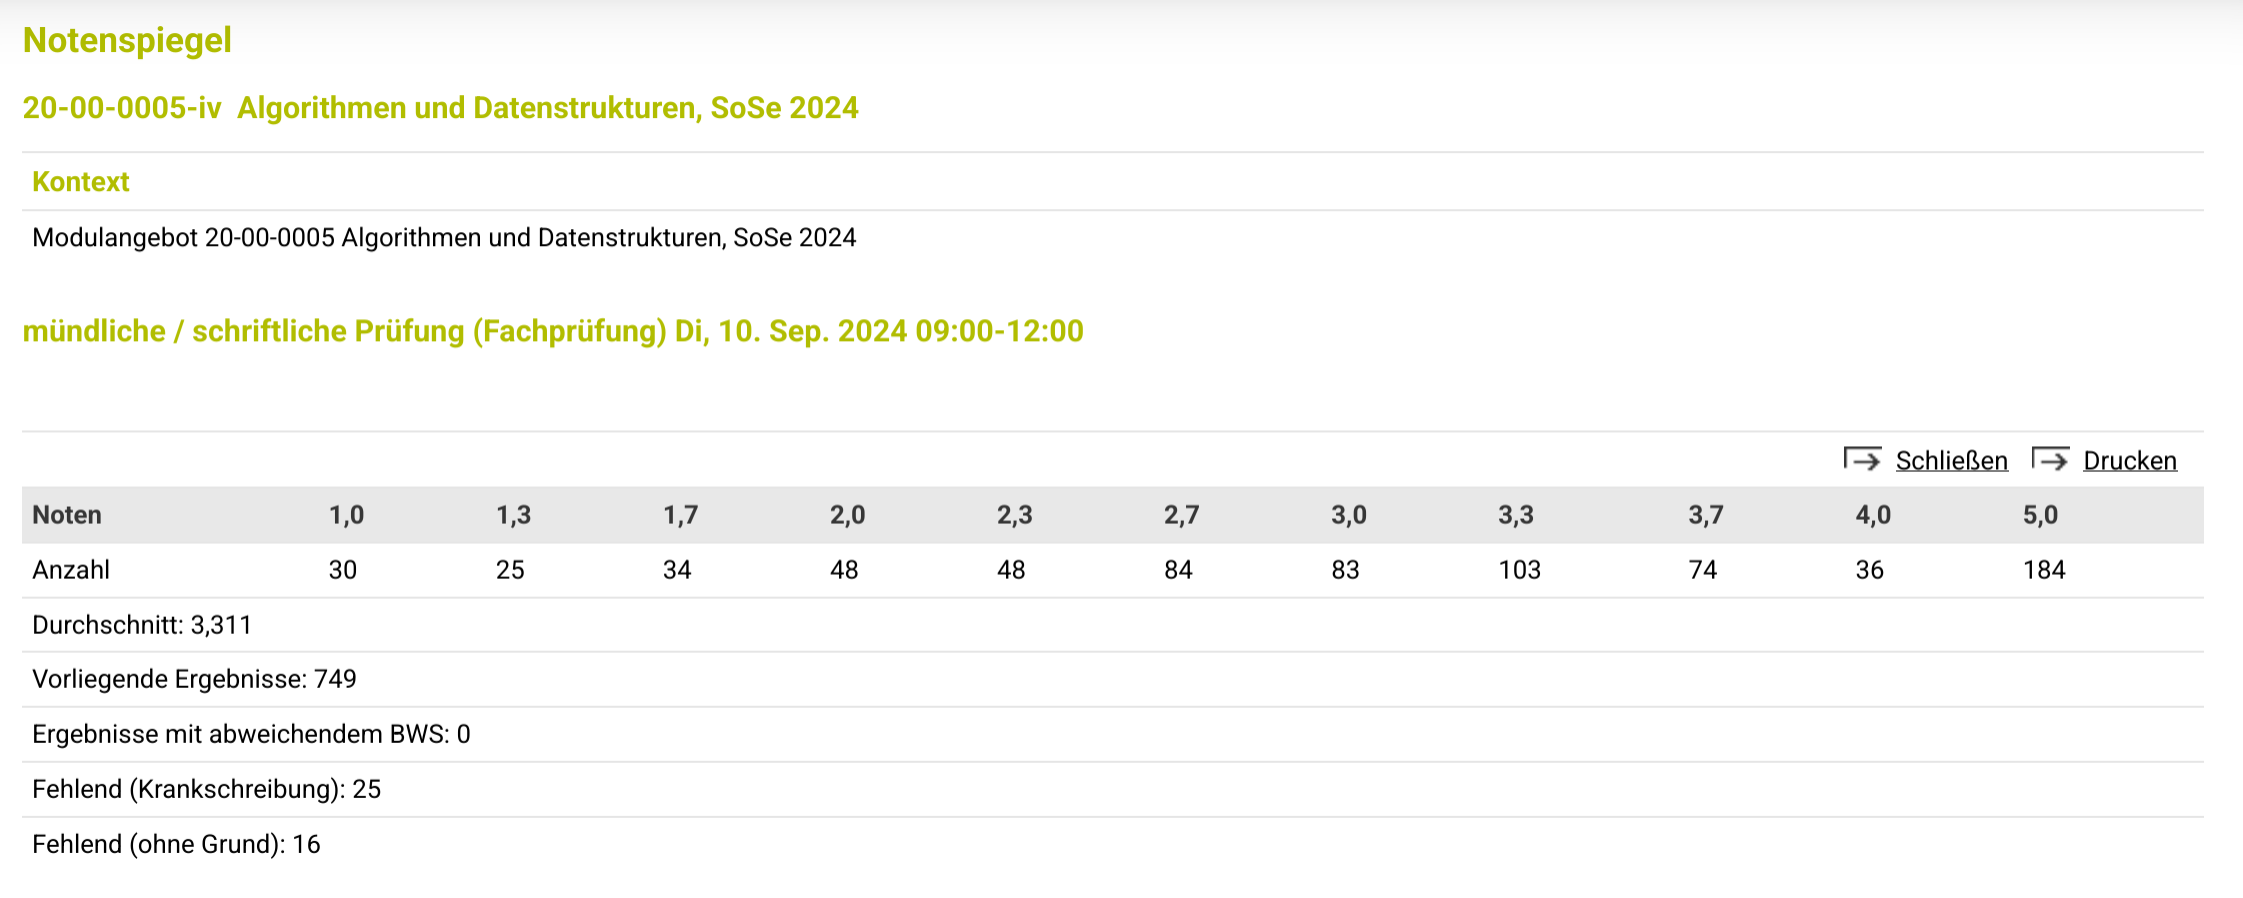 Notenspiegel
20-00-0005-iv Algorithmen und Datenstrukturen, SoSe 2024
Kontext
Modulangebot 20-00-0005 Algorithmen und Datenstrukturen, SoSe 2024
mündliche / schriftliche Prüfung (Fachprüfung) Di, 10. Sep. 2024 09:00-12:00
Schließen Drucken
Noten 1,0 1,3 1,7 2,0 2,3 2,7 3,0 3,3 3,7 4,0 5,0
Anzahl 30 25 34 48 48 84 83 103 74 36 184
Durchschnitt: 3,311
Vorliegende Ergebnisse: 749
Ergebnisse mit abweichendem BWS: 0
Fehlend (Krankschreibung): 25
Fehlend (ohne Grund): 16